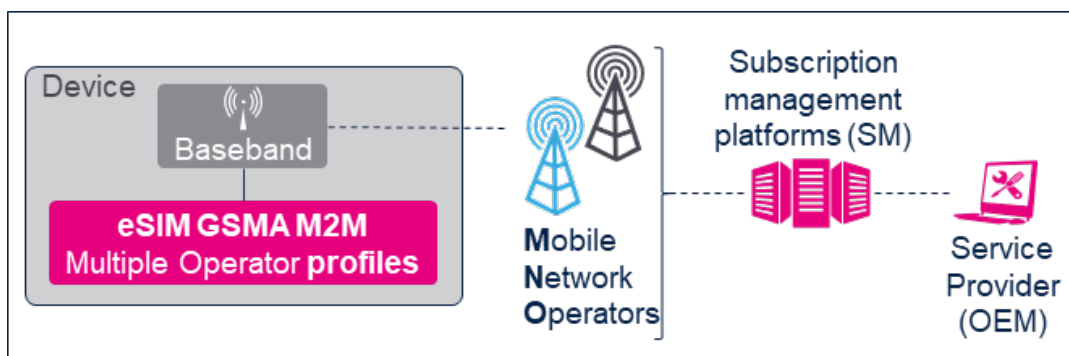 Device
Baseband
eSIM GSMA M2M
Multiple Operator profiles
Mobile
Network
Operators
Subscription
management
platforms (SM)
Service
Provider
(OEM)